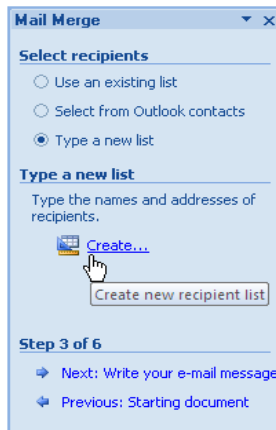 Mail Merge
Select recipients
Use an existing list
Select from Outlook contacts
Type a new list
Type a new list
Type the names and addresses of
recipients.
Create...
Create new recipient list
Step 3 of 6
Next: Write your e-mail message
Previous: Starting document